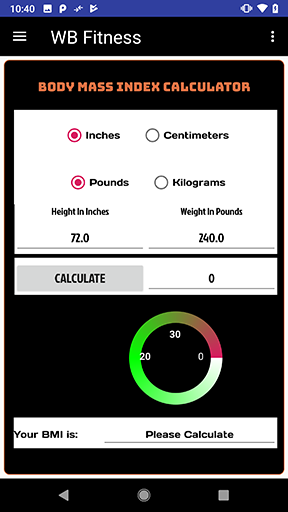 10:40
WB Fitness
BODY MASS INDEX CALCULATOR
Inches Centimeters
Pounds Kilograms
Height In Inches Weight In Pounds
72.0 240.0
CALCULATE 0
30
20 0
Your BMI is: Please Calculate